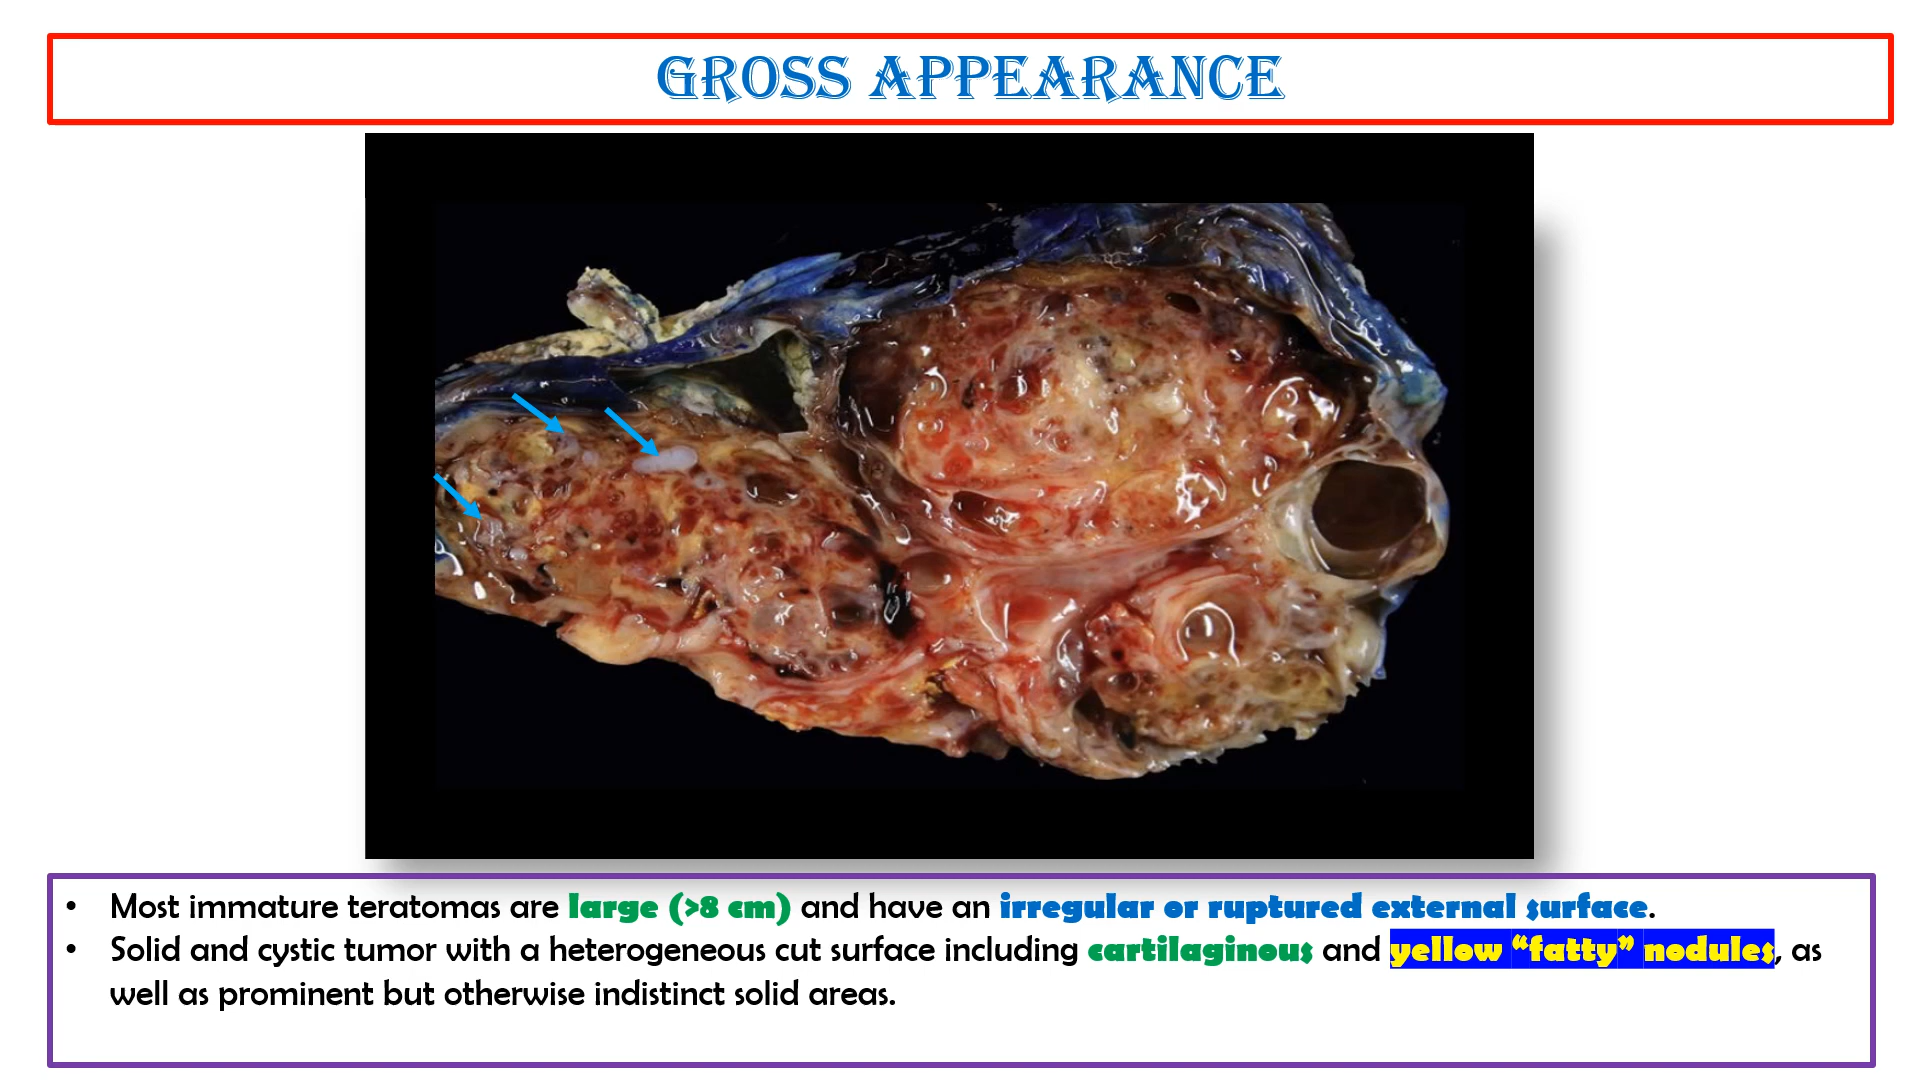 GROSS APPEARANCE
• Most immature teratomas are large (>8 cm) and have an irregular or ruptured external surface.
• Solid and cystic tumor with a heterogeneous cut surface including cartilaginous and yellow “fatty” nodules, as
well as prominent but otherwise indistinct solid areas.